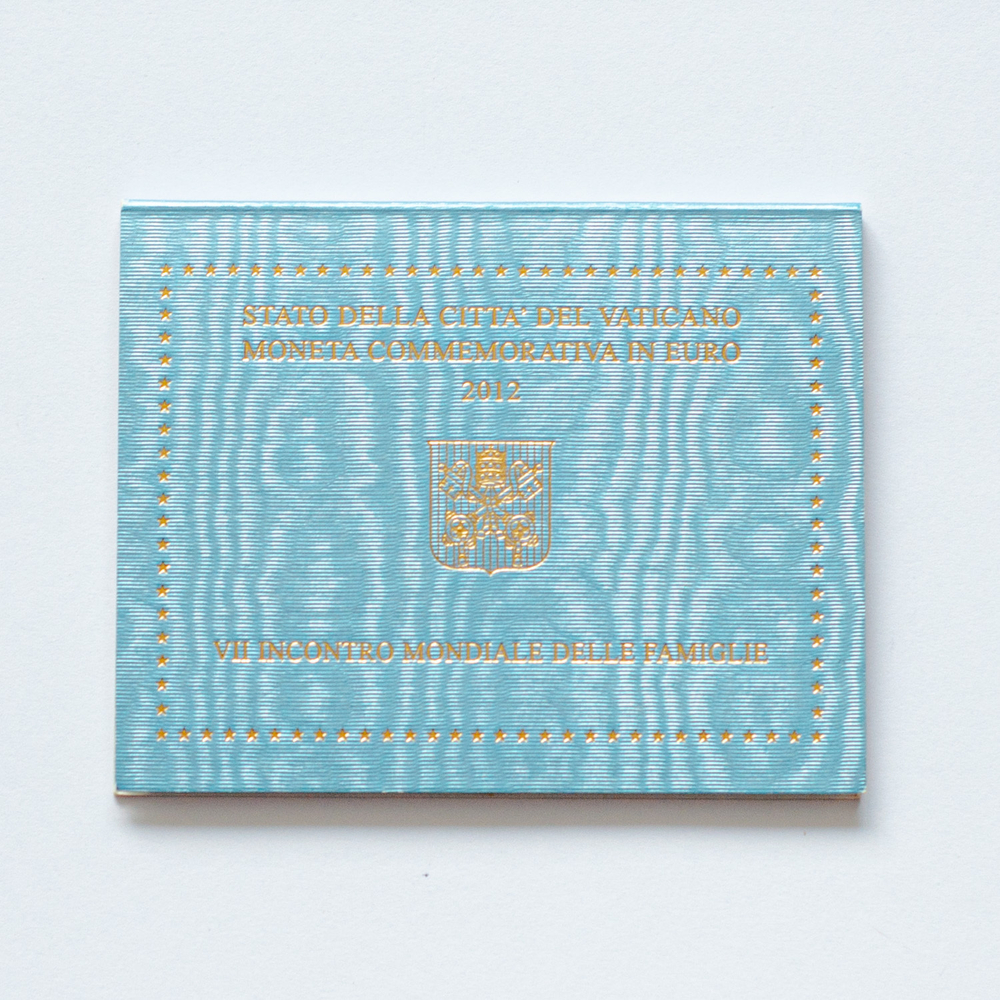 STATO DELLA CITTA' DEL VATICANO
MONETA COMMEMORATIVA IN EURO
2012
VII INCONTRO MONDIALE DELLE FAMIGLIE